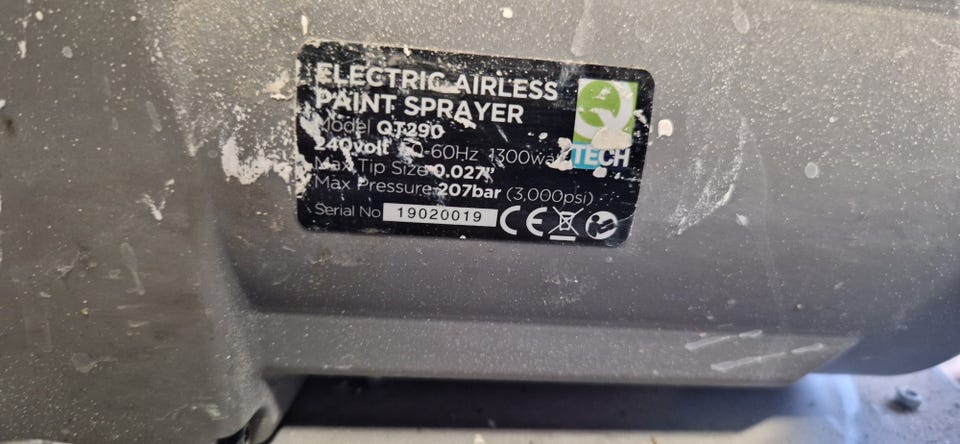 ELECTRIC AIRLESS
PAINT SPRAYER
Model QT290
240volt 50-60Hz 1300watt
Max Tip Size 0.027"
Max Pressure 207bar (3,000psi)
Serial No 19020019 CE
Q
TECH